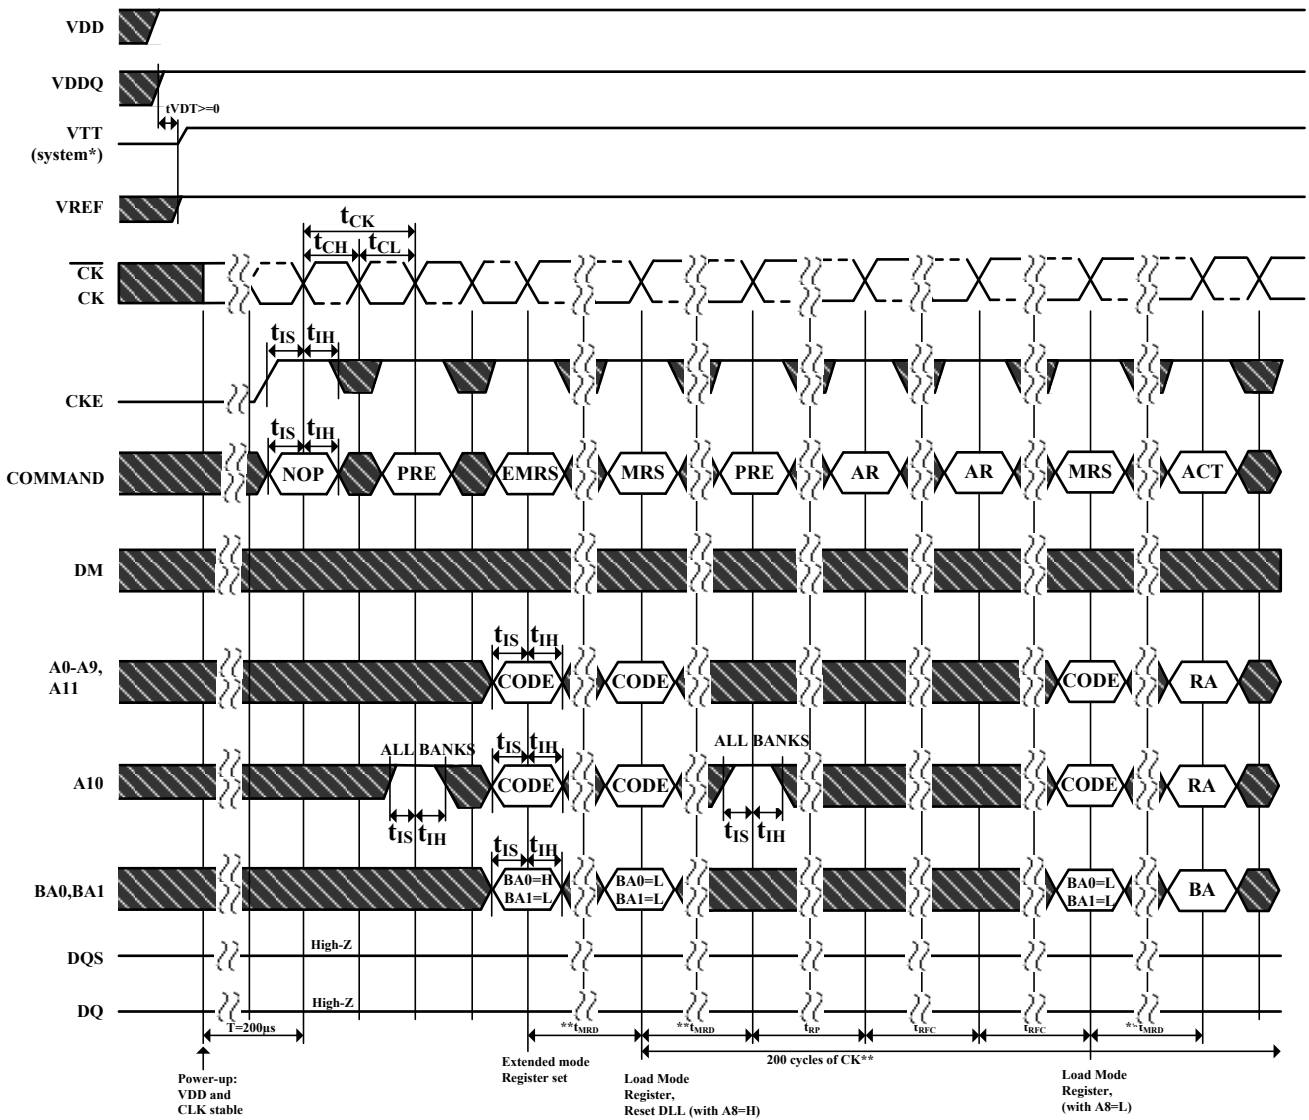 VDD
VDDQ
tVDT>=0
VTT
(system*)
VREF
tCK
tCH tCL
CK
CK
tIS tIH
CKE
tIS tIH
COMMAND NOP PRE EMRS MRS PRE AR AR MRS ACT
DM
tIS tIH
A0-A9,
A11
CODE CODE CODE RA
ALL BANKS tIS tIH ALL BANKS
A10 CODE CODE CODE RA
tIS tIH tIS tIH
tIS tIH
BA0,BA1
BA0=H BA0=L BA0=L
BA1=L BA1=L BA1=L
BA
High-Z
DQS
High-Z
DQ
T=200µs **tMRD **tMRD tRP tRFC tRFC **tMRD
200 cycles of CK**
Power-up:
VDD and
CLK stable
Extended mode
Register set
Load Mode
Register,
Reset DLL (with A8=H)
Load Mode
Register,
(with A8=L)